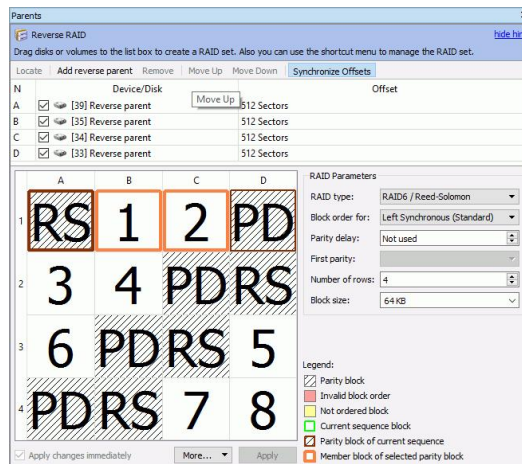 Parents
Reverse RAID
hide hin
Drag disks or volumes to the list box to create a RAID set. Also you can use the shortcut menu to manage the RAID set.
Locate Add reverse parent Remove Move Up Move Down Synchronize Offsets
N Device/Disk Offset
Move Up
A [39] Reverse parent 512 Sectors
B [35] Reverse parent 512 Sectors
C [34] Reverse parent 512 Sectors
D [33] Reverse parent 512 Sectors
A B C D
1 RS 1 2 PD
2 3 4 PD RS
3 6 PD RS 5
4 PD RS 7 8
RAID Parameters
RAID type: RAID6 / Reed-Solomon
Block order for: Left Synchronous (Standard)
Parity delay: Not used
First parity:
Number of rows: 4
Block size: 64 KB
Legend:
Parity block
Invalid block order
Not ordered block
Current sequence block
Parity block of current sequence
Member block of selected parity block
Apply changes immediately More... Apply